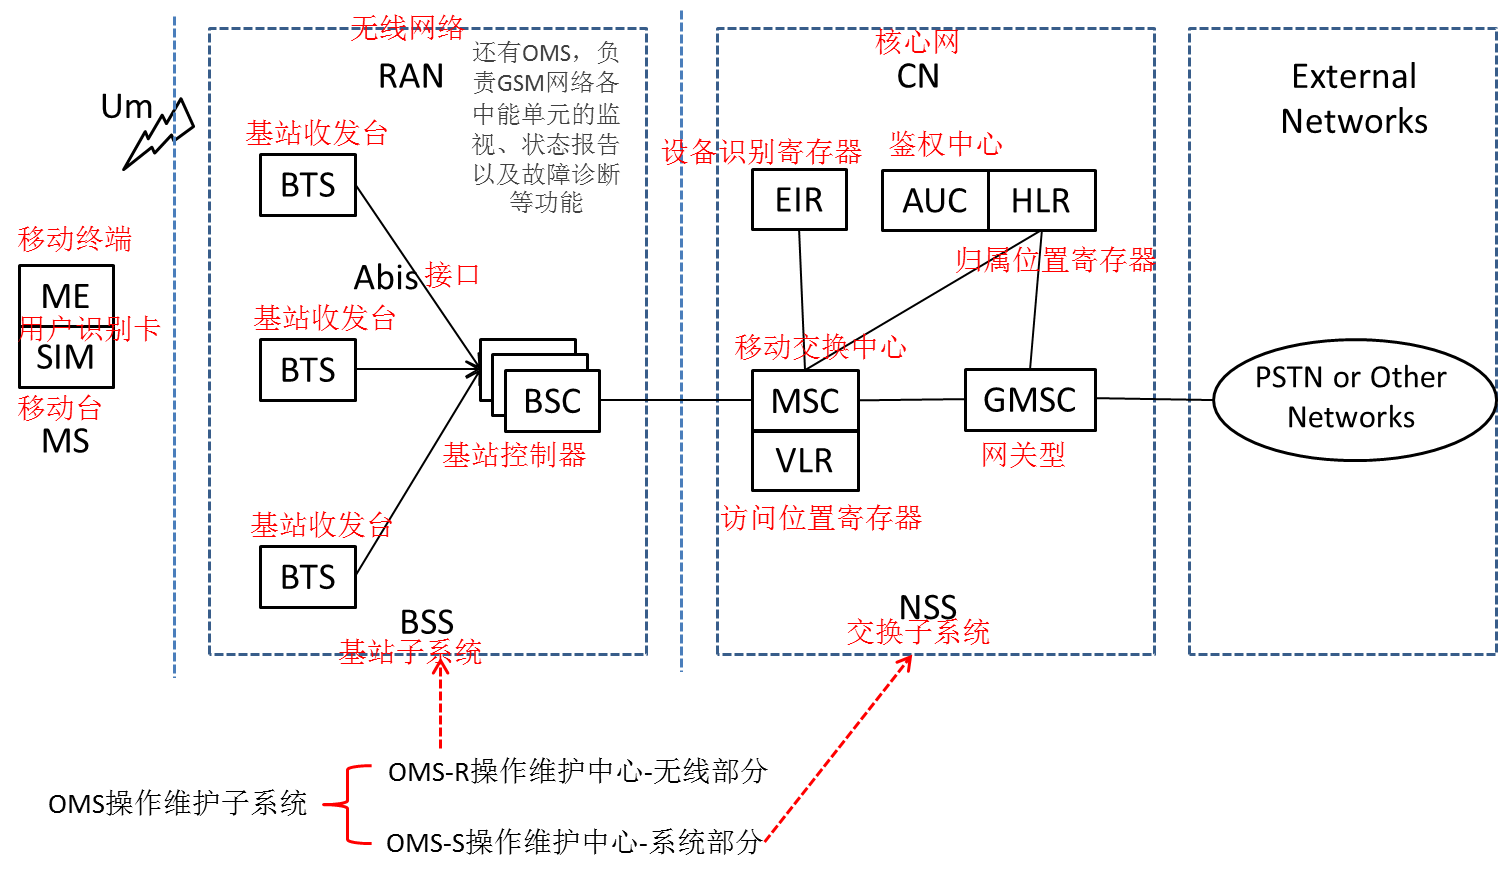 无线网络
RAN
还有OMS，负
责GSM网络各
中能单元的监
视、状态报告
以及故障诊断
等功能
核心网
CN
External
Networks
Um
基站收发台
BTS
设备识别寄存器
EIR
鉴权中心
AUC
HLR
归属位置寄存器
移动终端
ME
用户识别卡
SIM
移动台
MS
Abis接口
基站收发台
BTS
BSC
基站控制器
移动交换中心
MSC
VLR
访问位置寄存器
GMSC
网关型
PSTN or Other
Networks
基站收发台
BTS
BSS
基站子系统
NSS
交换子系统
OMS操作维护子系统
OMS-R操作维护中心-无线部分
OMS-S操作维护中心-系统部分